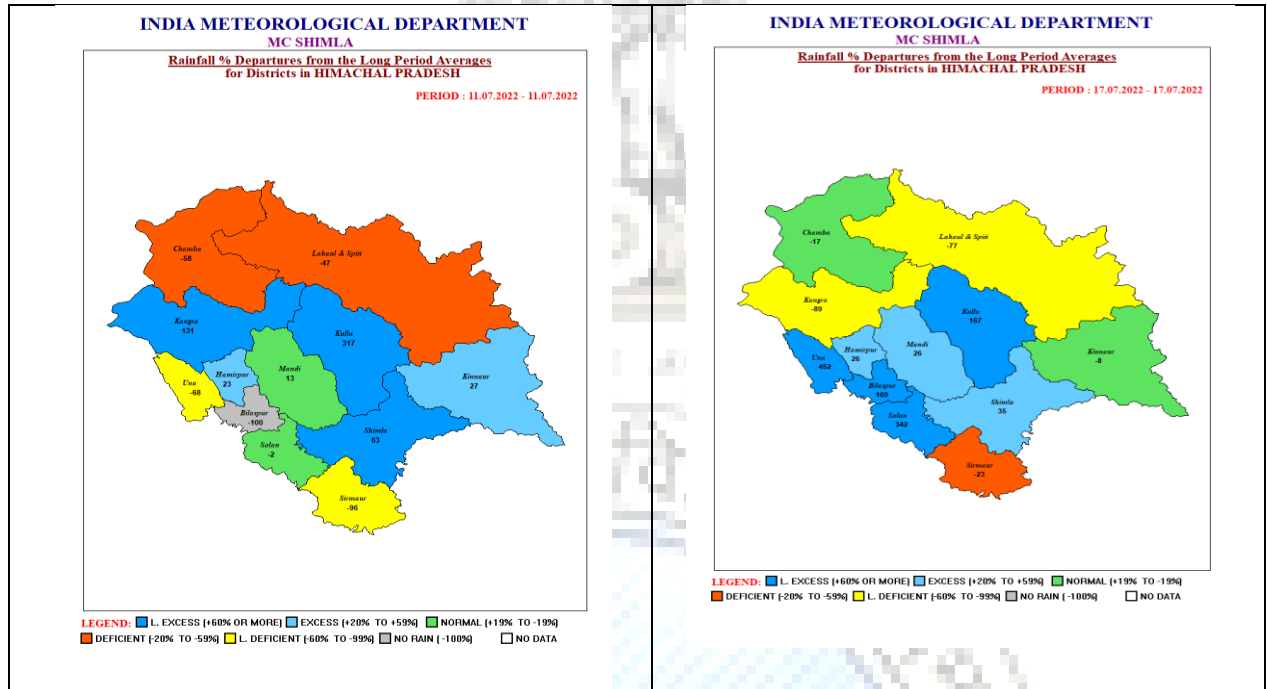 INDIA METEOROLOGICAL DEPARTMENT
MC SHIMLA
Rainfall % Departures from the Long Period Averages
for Districts in HIMACHAL PRADESH
PERIOD : 11.07.2022 - 11.07.2022
Chamba
-58
Lahaul & Spiti
-47
Kangra
131
Kullu
317
Mandi
13
Kinnaur
27
Hamirpur
23
Una
-68
Bilaspur
-100
Shimla
63
Solan
-2
Sirmaur
-96
LEGEND: L. EXCESS (+60% OR MORE) EXCESS (+20% TO +59%) NORMAL (+19% TO -19%)
DEFICIENT (-20% TO -59%) L. DEFICIENT (-60% TO -99%) NO RAIN ( -100%) NO DATA
INDIA METEOROLOGICAL DEPARTMENT
MC SHIMLA
Rainfall % Departures from the Long Period Averages
for Districts in HIMACHAL PRADESH
PERIOD : 17.07.2022 - 17.07.2022
Chamba
-17
Lahaul & Spiti
-77
Kangra
-89
Kullu
167
Mandi
26
Hamirpur
26
Kinnaur
-8
Una
452
Bilaspur
169
Shimla
35
Solan
342
Sirmaur
-23
LEGEND: L. EXCESS (+60% OR MORE) EXCESS (+20% TO +59%) NORMAL (+19% TO -19%)
DEFICIENT (-20% TO -59%) L. DEFICIENT (-60% TO -99%) NO RAIN ( -100%) NO DATA